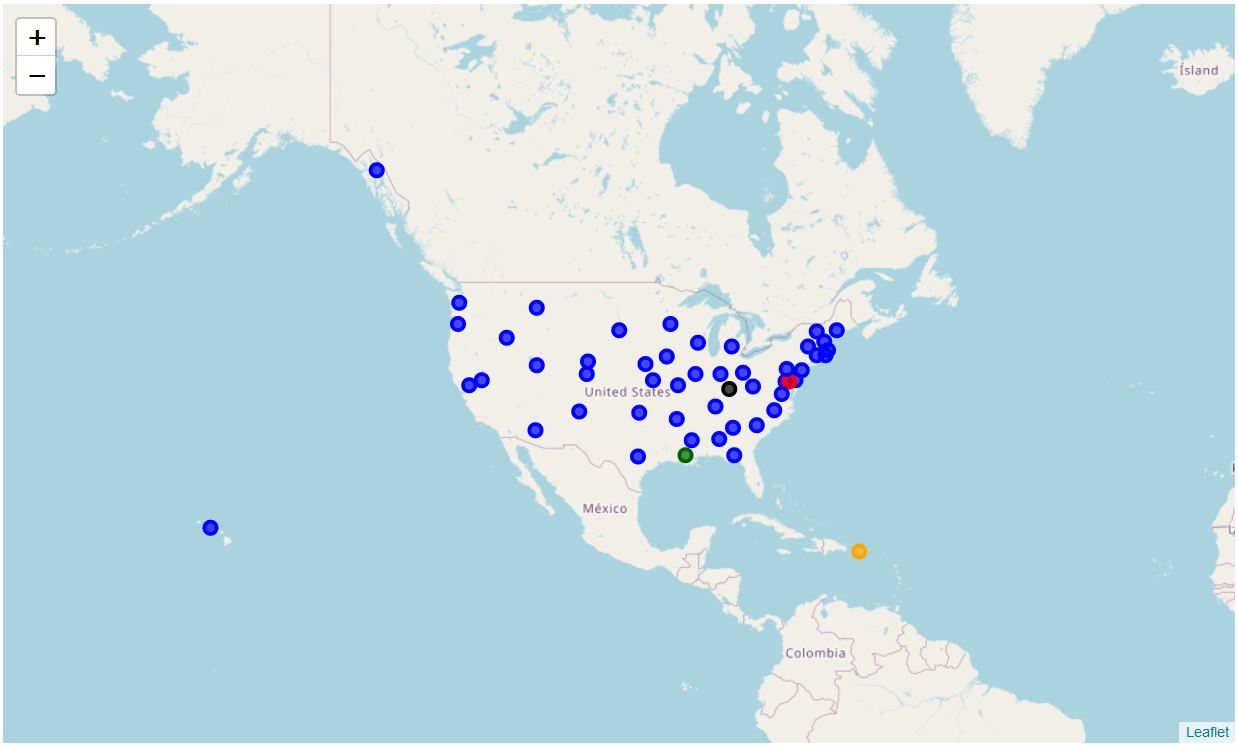 +
−
Ísland
United States
México
Colombia
Leaflet